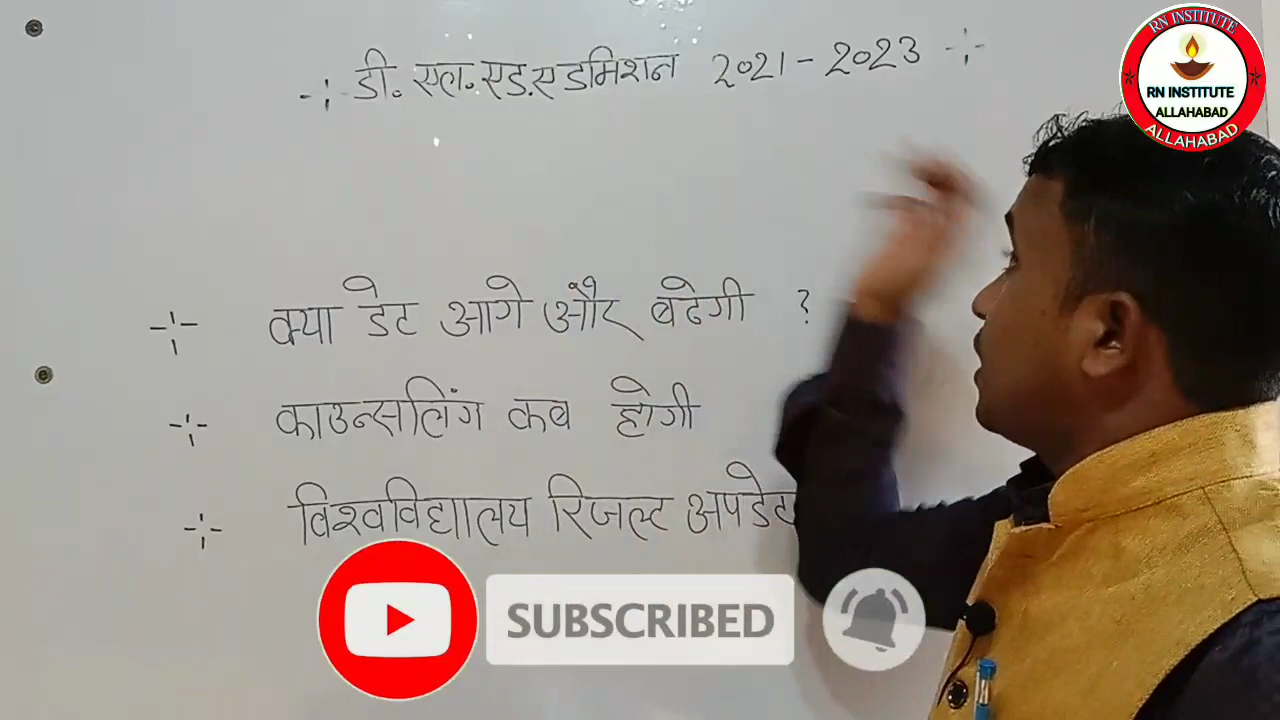 -:- डी. एल.एड.एडमिशन 2021-2023 -:-
क्या डेट आगे और बढेगी ?
काउन्सलिंग कब होगी
विश्वविद्यालय रिजल्ट अपडेट
RN INSTITUTE
RN INSTITUTE
ALLAHABAD
ALLAHABAD
SUBSCRIBED